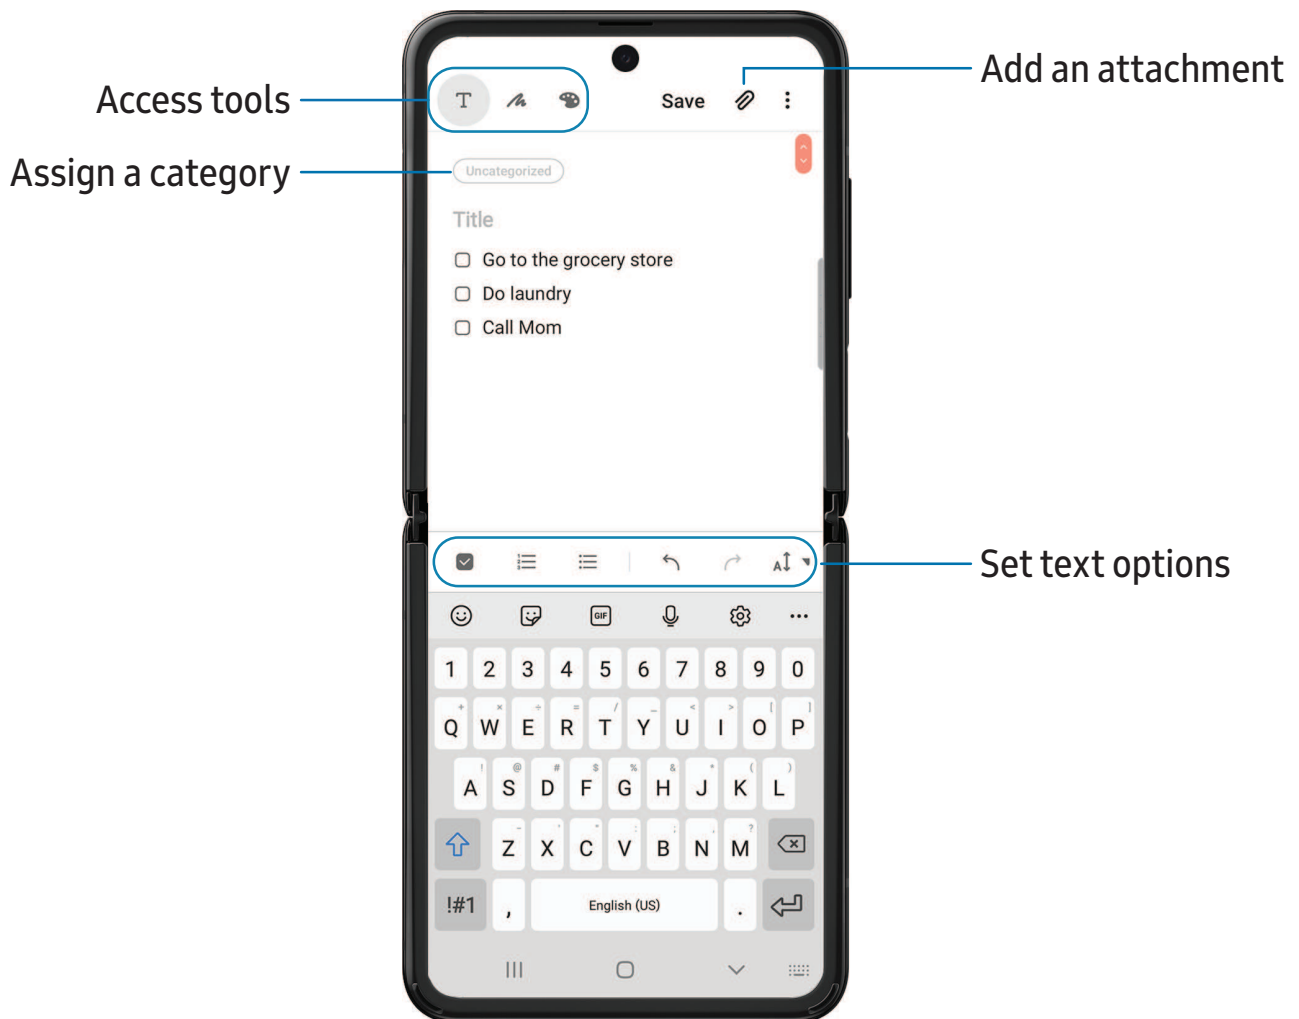 Add an attachment
Access tools
T
Save
Assign a category
Uncategorized
Title
Go to the grocery store
Do laundry
Call Mom
A
Set text options
GIF
1 2 3 4 5 6 7 8 9 0
+ × ÷ = / _ < > [ ]
Q W E R T Y U I O P
! @ # $ % & * ( )
A S D F G H J K L
- ' " : ; , ?
Z X C V B N M
!#1 , English (US) .